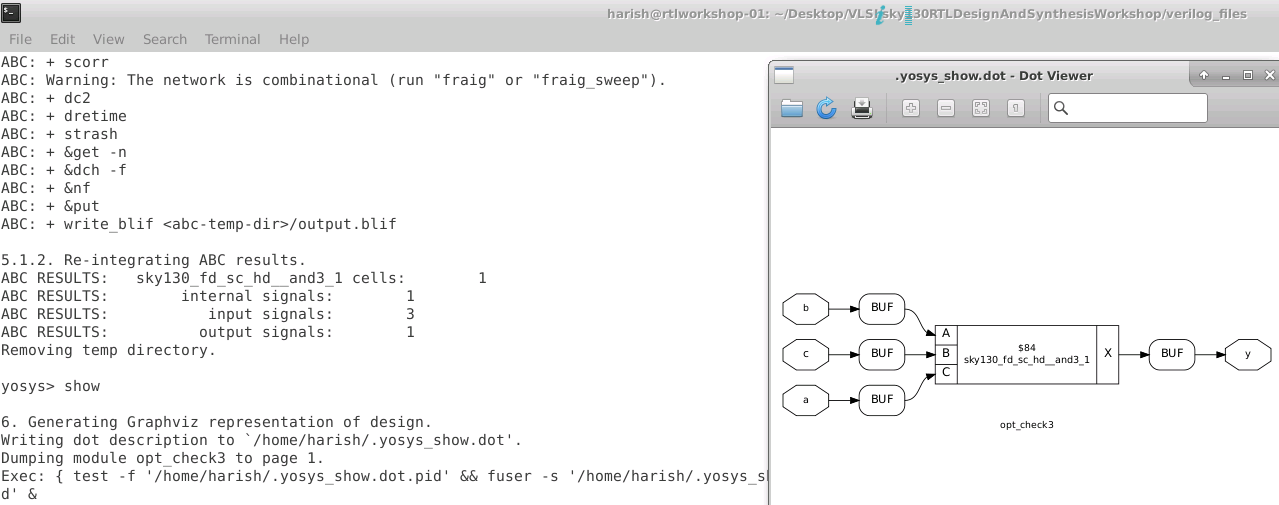 harish@rtlworkshop-01: ~/Desktop/VLSI/sky130RTLDesignAndSynthesisWorkshop/verilog_files
File Edit View Search Terminal Help
ABC: + scorr
ABC: Warning: The network is combinational (run "fraig" or "fraig_sweep").
ABC: + dc2
ABC: + dretime
ABC: + strash
ABC: + &get -n
ABC: + &dch -f
ABC: + &nf
ABC: + &put
ABC: + write_blif <abc-temp-dir>/output.blif
5.1.2. Re-integrating ABC results.
ABC RESULTS:   sky130_fd_sc_hd__and3_1 cells:        1
ABC RESULTS:        internal signals:        1
ABC RESULTS:           input signals:        3
ABC RESULTS:          output signals:        1
Removing temp directory.
yosys> show
6. Generating Graphviz representation of design.
Writing dot description to `/home/harish/.yosys_show.dot'.
Dumping module opt_check3 to page 1.
Exec: { test -f '/home/harish/.yosys_show.dot.pid' && fuser -s '/home/harish/.yosys_s
d' &
.yosys_show.dot - Dot Viewer
b BUF
c BUF
a BUF
A
B
C
$84
sky130_fd_sc_hd__and3_1
X
BUF
y
opt_check3